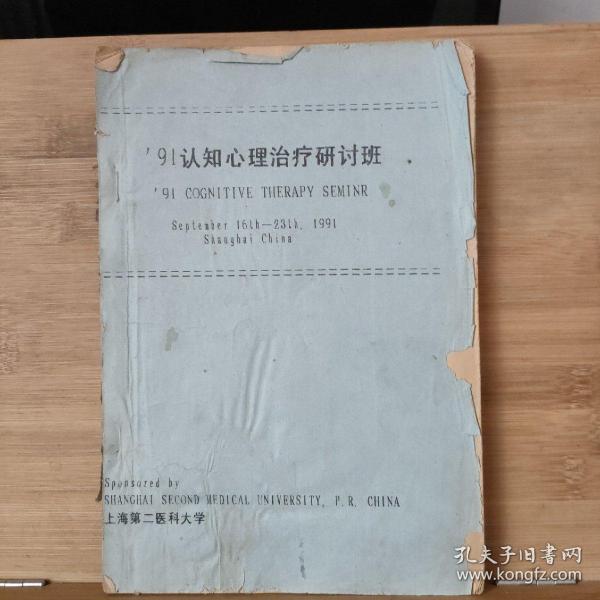 '91认知心理治疗研讨班
'91 COGNITIVE THERAPY SEMINR
September 16th—23th, 1991
Shanghai China
Sponsored by
SHANGHAI SECOND MEDICAL UNIVERSITY, P.R. CHINA
上海第二医科大学
孔夫子旧书网
www.kongfz.com